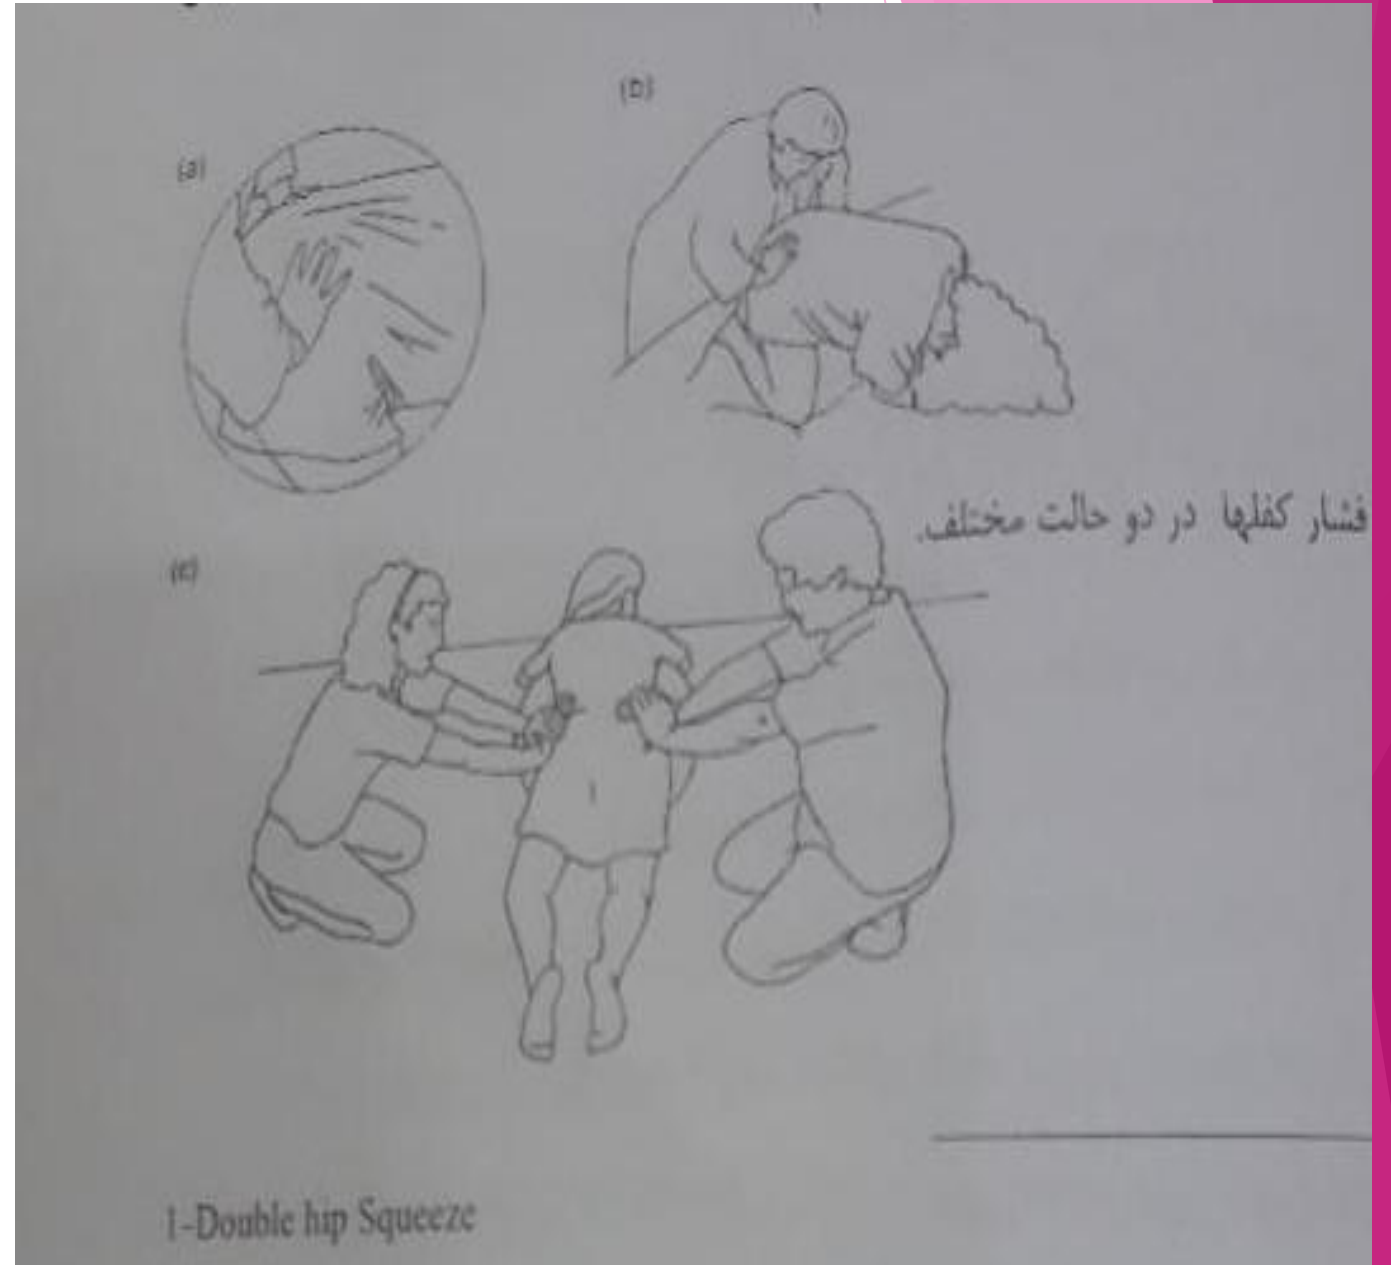 (b)
(a)
فشار کفلها در دو حالت مختلف.
(c)
1-Double hip Squeeze